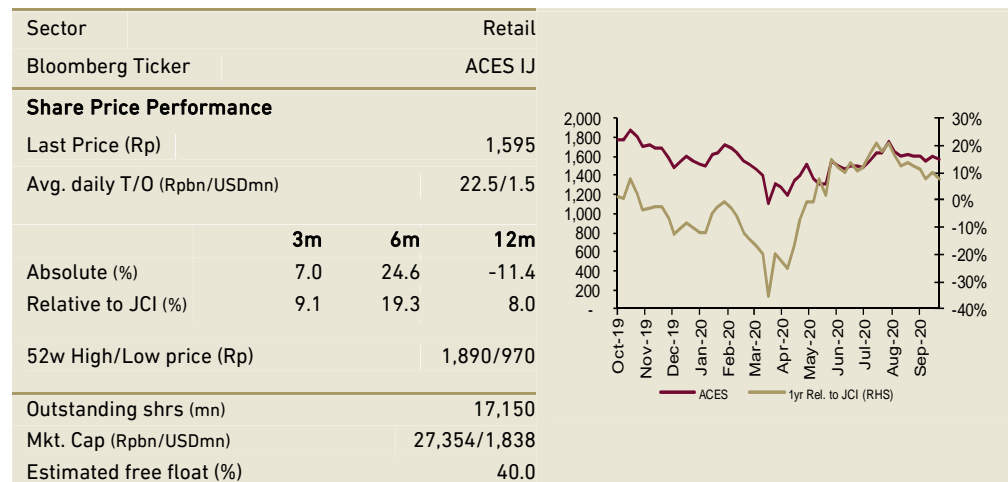 Sector Retail
Bloomberg Ticker ACES IJ
Share Price Performance
Last Price (Rp) 1,595
Avg. daily T/O (Rpbn/USDmn) 22.5/1.5
3m 6m 12m
Absolute (%) 7.0 24.6 -11.4
Relative to JCI (%) 9.1 19.3 8.0
52w High/Low price (Rp) 1,890/970
Outstanding shrs (mn) 17,150
Mkt. Cap (Rpbn/USDmn) 27,354/1,838
Estimated free float (%) 40.0
2,000 30%
1,800
1,600 20%
1,400 10%
1,200 0%
1,000
800 -10%
600 -20%
400
200 -30%
- -40%
Oct-19 Nov-19 Dec-19 Jan-20 Feb-20 Mar-20 Apr-20 May-20 Jun-20 Jul-20 Aug-20 Sep-20
ACES 1yr Rel. to JCI (RHS)